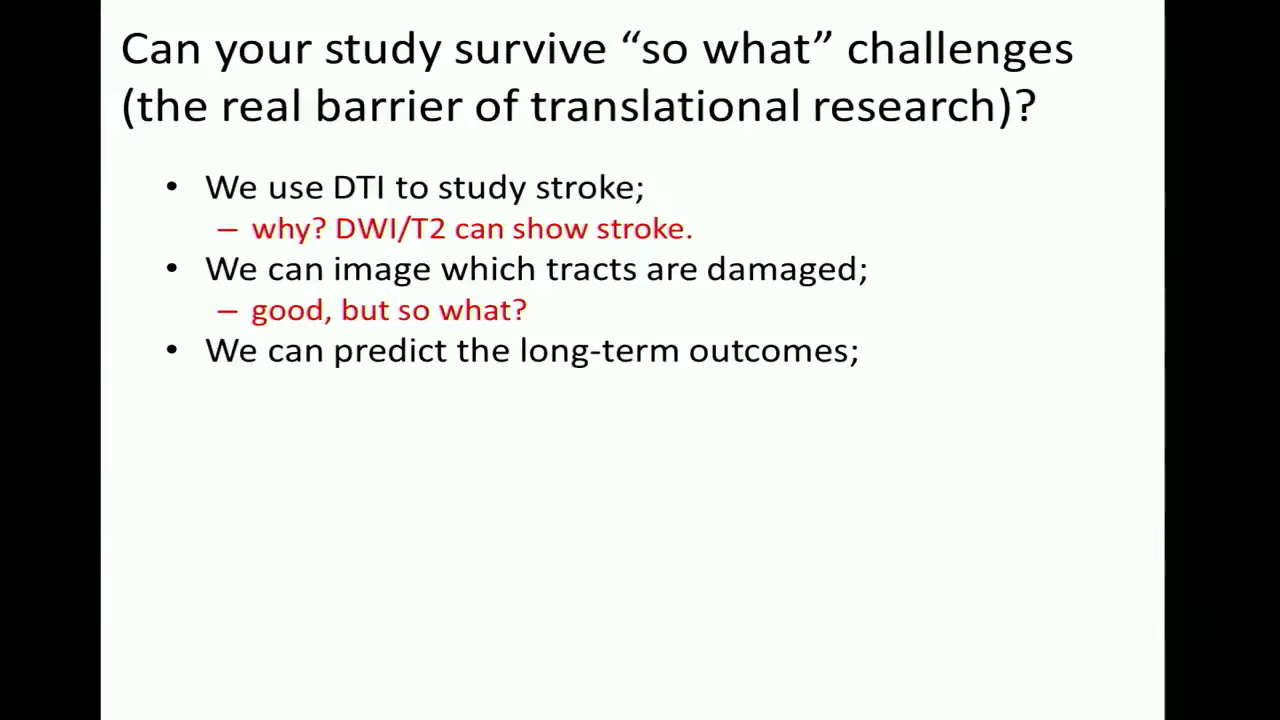 Can your study survive “so what” challenges
(the real barrier of translational research)?
• We use DTI to study stroke;
– why? DWI/T2 can show stroke.
• We can image which tracts are damaged;
– good, but so what?
• We can predict the long-term outcomes;